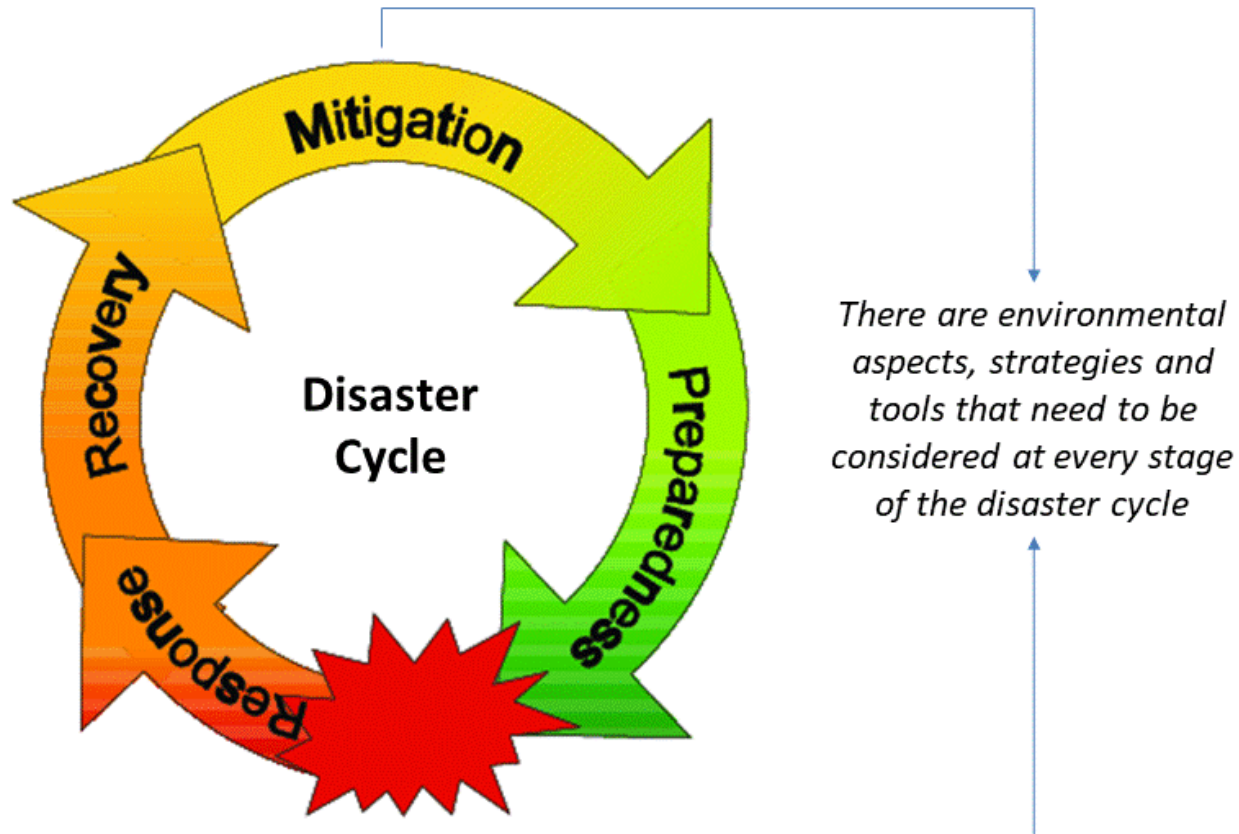 Mitigation
Preparedness
Response
Recovery
Disaster
Cycle
There are environmental
aspects, strategies and
tools that need to be
considered at every stage
of the disaster cycle